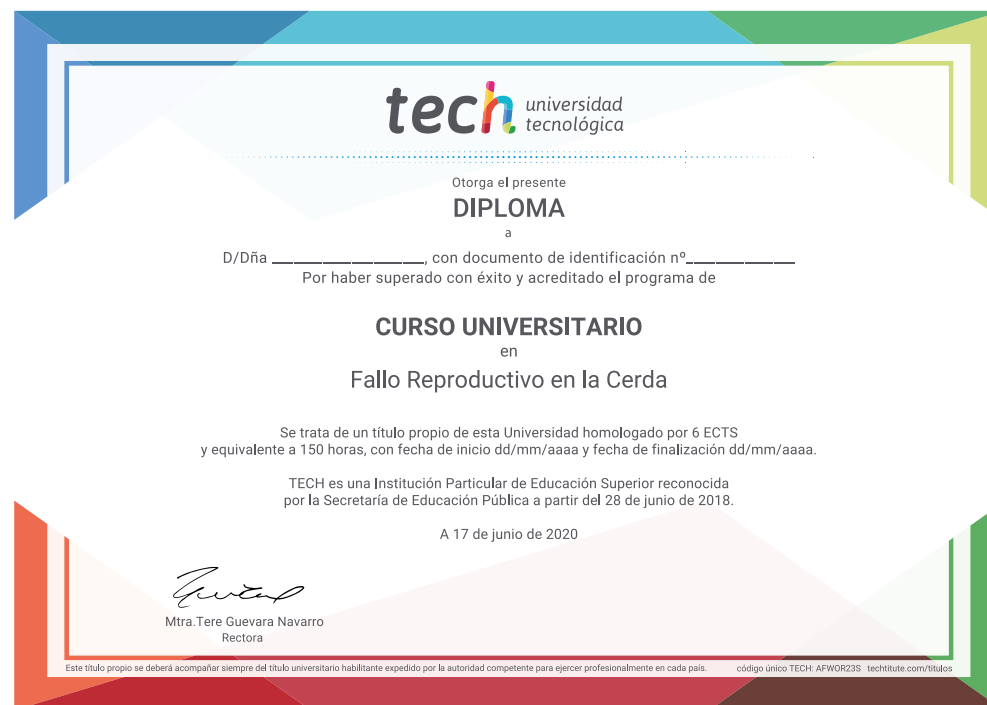 tech universidad
tecnológica
Otorga el presente
DIPLOMA
a
D/Dña ______________, con documento de identificación nº__________
Por haber superado con éxito y acreditado el programa de
CURSO UNIVERSITARIO
en
Fallo Reproductivo en la Cerda
Se trata de un título propio de esta Universidad homologado por 6 ECTS
y equivalente a 150 horas, con fecha de inicio dd/mm/aaaa y fecha de finalización dd/mm/aaaa.
TECH es una Institución Particular de Educación Superior reconocida
por la Secretaría de Educación Pública a partir del 28 de junio de 2018.
A 17 de junio de 2020
Mtra.Tere Guevara Navarro
Rectora
Este título propio se deberá acompañar siempre del título universitario habilitante expedido por la autoridad competente para ejercer profesionalmente en cada país. código único TECH: AFWOR23S techtitute.com/titulos